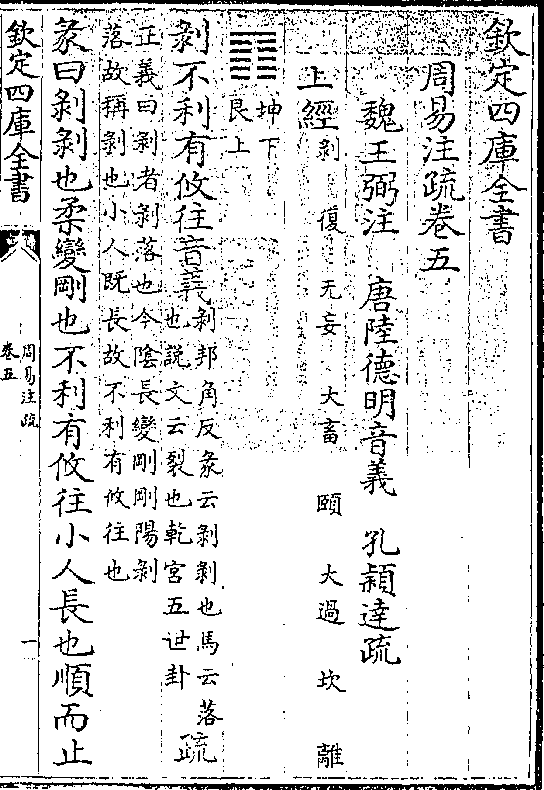 欽定四庫全書
周易注疏卷五
魏王弼注 唐陸德明音義 孔穎達疏
上經 剝 復 无妄 大畜 頤 大過 坎 離
䷖ 坤下
艮上
剝不利有攸往音義 剝邦角反彖云剝剝也馬云落
也說文云裂也乾宮五世卦 疏
正義曰剝者剝落也今陰長變剛剛陽剝
落故稱剝也小人既長故不利有攸往也
彖曰剝剝也柔變剛也不利有攸往小人長也順而止
欽定四庫全書
周易注疏
卷五
一